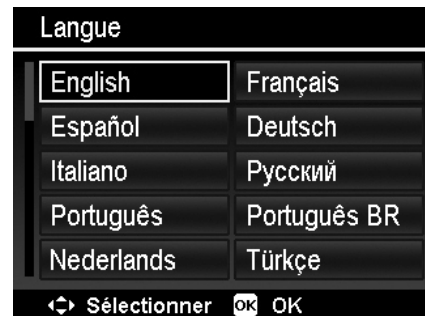 Langue
English Français
Español Deutsch
Italiano Русский
Português Português BR
Nederlands Türkçe
Sélectionner OK OK